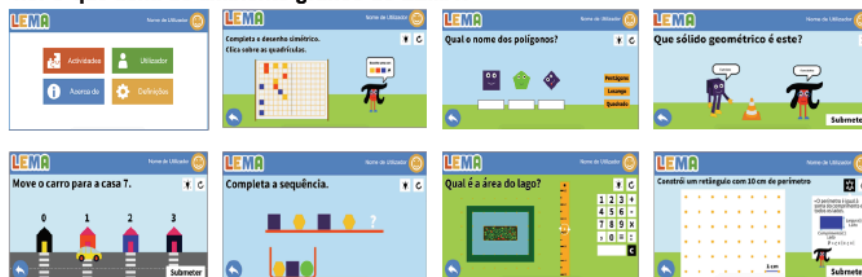 LEMA
Nome de Utilizador
Actividades
Utilizador
Acerca de
Definições
LEMA
Nome de Utilizador
Completa o desenho simétrico.
Clica sobre as quadrículas.
LEMA
Nome de Utilizador
Qual o nome dos polígonos?
Pentágono
Losango
Quadrado
LEMA
Nome de Utilizador
Que sólido geométrico é este?
Submeter
LEMA
Nome de Utilizador
Move o carro para a casa 7.
0 1 2 3
Submeter
LEMA
Nome de Utilizador
Completa a sequência.
?
LEMA
Nome de Utilizador
Qual é a área do lago?
1 2 3 +
4 5 6 -
7 8 9 x
. 0 = :
C
LEMA
Nome de Utilizador
Constrói um retângulo com 10 cm de perímetro
1 cm
Submeter